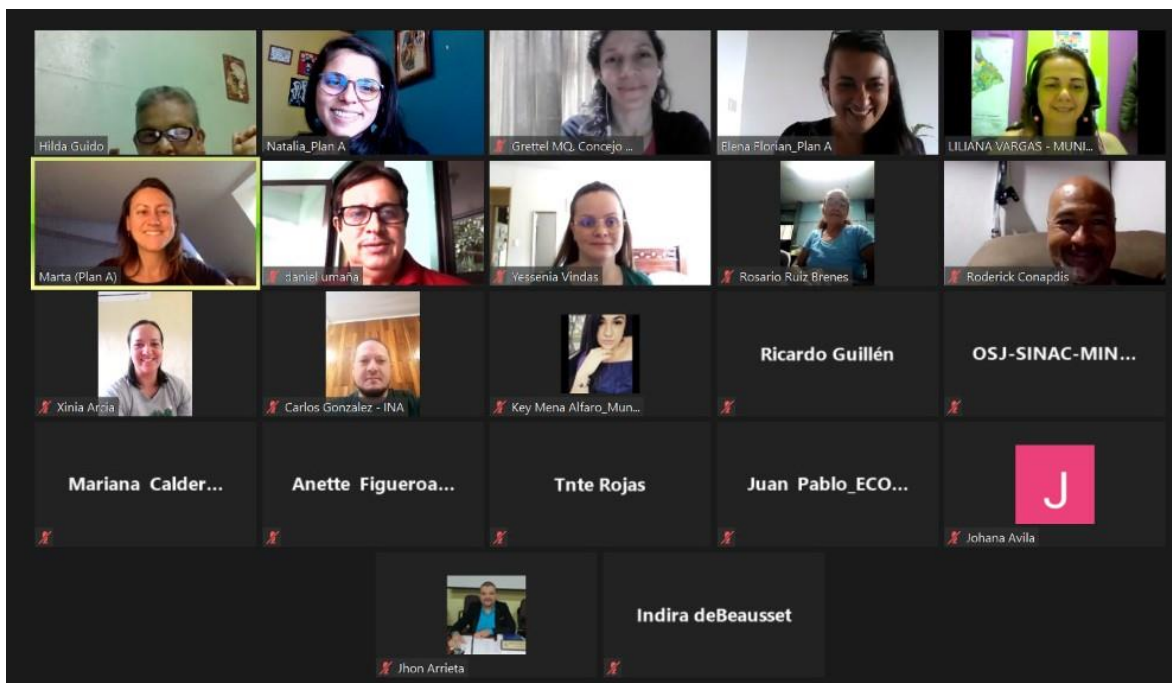 Hilda Guido
Natalia_Plan A
Grettel MQ. Concejo ...
Elena Florian_Plan A
LILIANA VARGAS - MUNI...
Marta (Plan A)
daniel umaña
Yessenia Vindas
Rosario Ruiz Brenes
Roderick Conapdis
Xinia Arzia
Carlos Gonzalez - INA
Key Mena Alfaro_Mun...
Ricardo Guillén
OSJ-SINAC-MIN...
Mariana Calder...
Anette Figueroa...
Tnte Rojas
Juan Pablo_ECO...
J
Johana Avila
Jhon Arrieta
Indira deBeausset